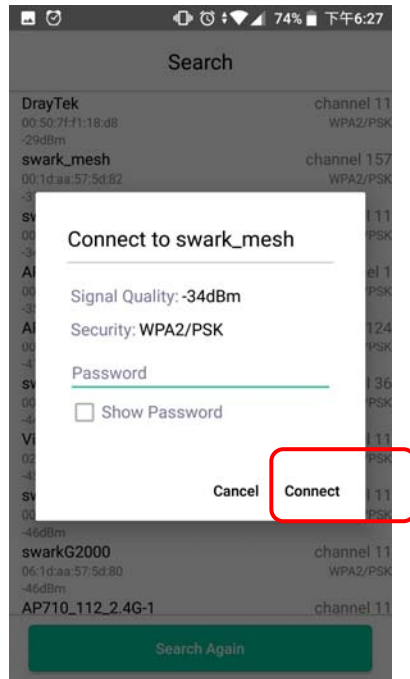 74% 下午6:27
Search
DrayTek channel 11
00:50:7f:f1:18:d8 WPA2/PSK
-29dBm
swark_mesh channel 157
00:1d:aa:57:5d:82 WPA2/PSK
Connect to swark_mesh
Signal Quality: -34dBm
Security: WPA2/PSK
Password
Show Password
Cancel Connect
-46dBm
swarkG2000 channel 11
06:1d:aa:57:5d:80 WPA2/PSK
-46dBm
AP710_112_2.4G-1 channel 11
Search Again